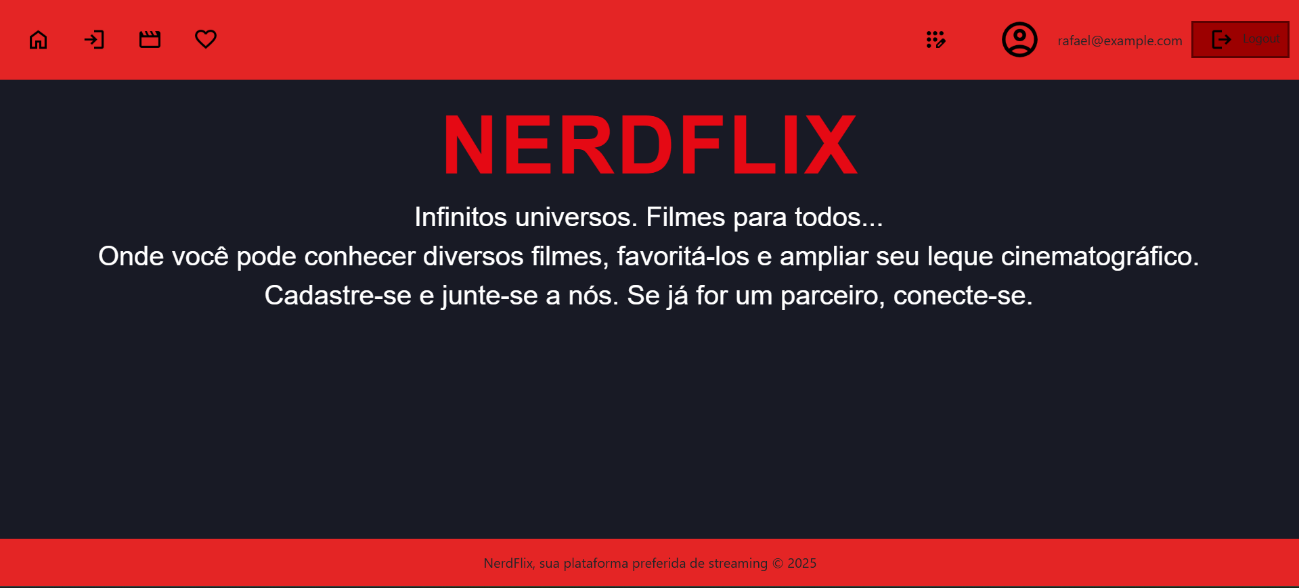 rafael@example.com
Logout
NERDFLIX
Infinitos universos. Filmes para todos...
Onde você pode conhecer diversos filmes, favoritá-los e ampliar seu leque cinematográfico.
Cadastre-se e junte-se a nós. Se já for um parceiro, conecte-se.
NerdFlix, sua plataforma preferida de streaming © 2025